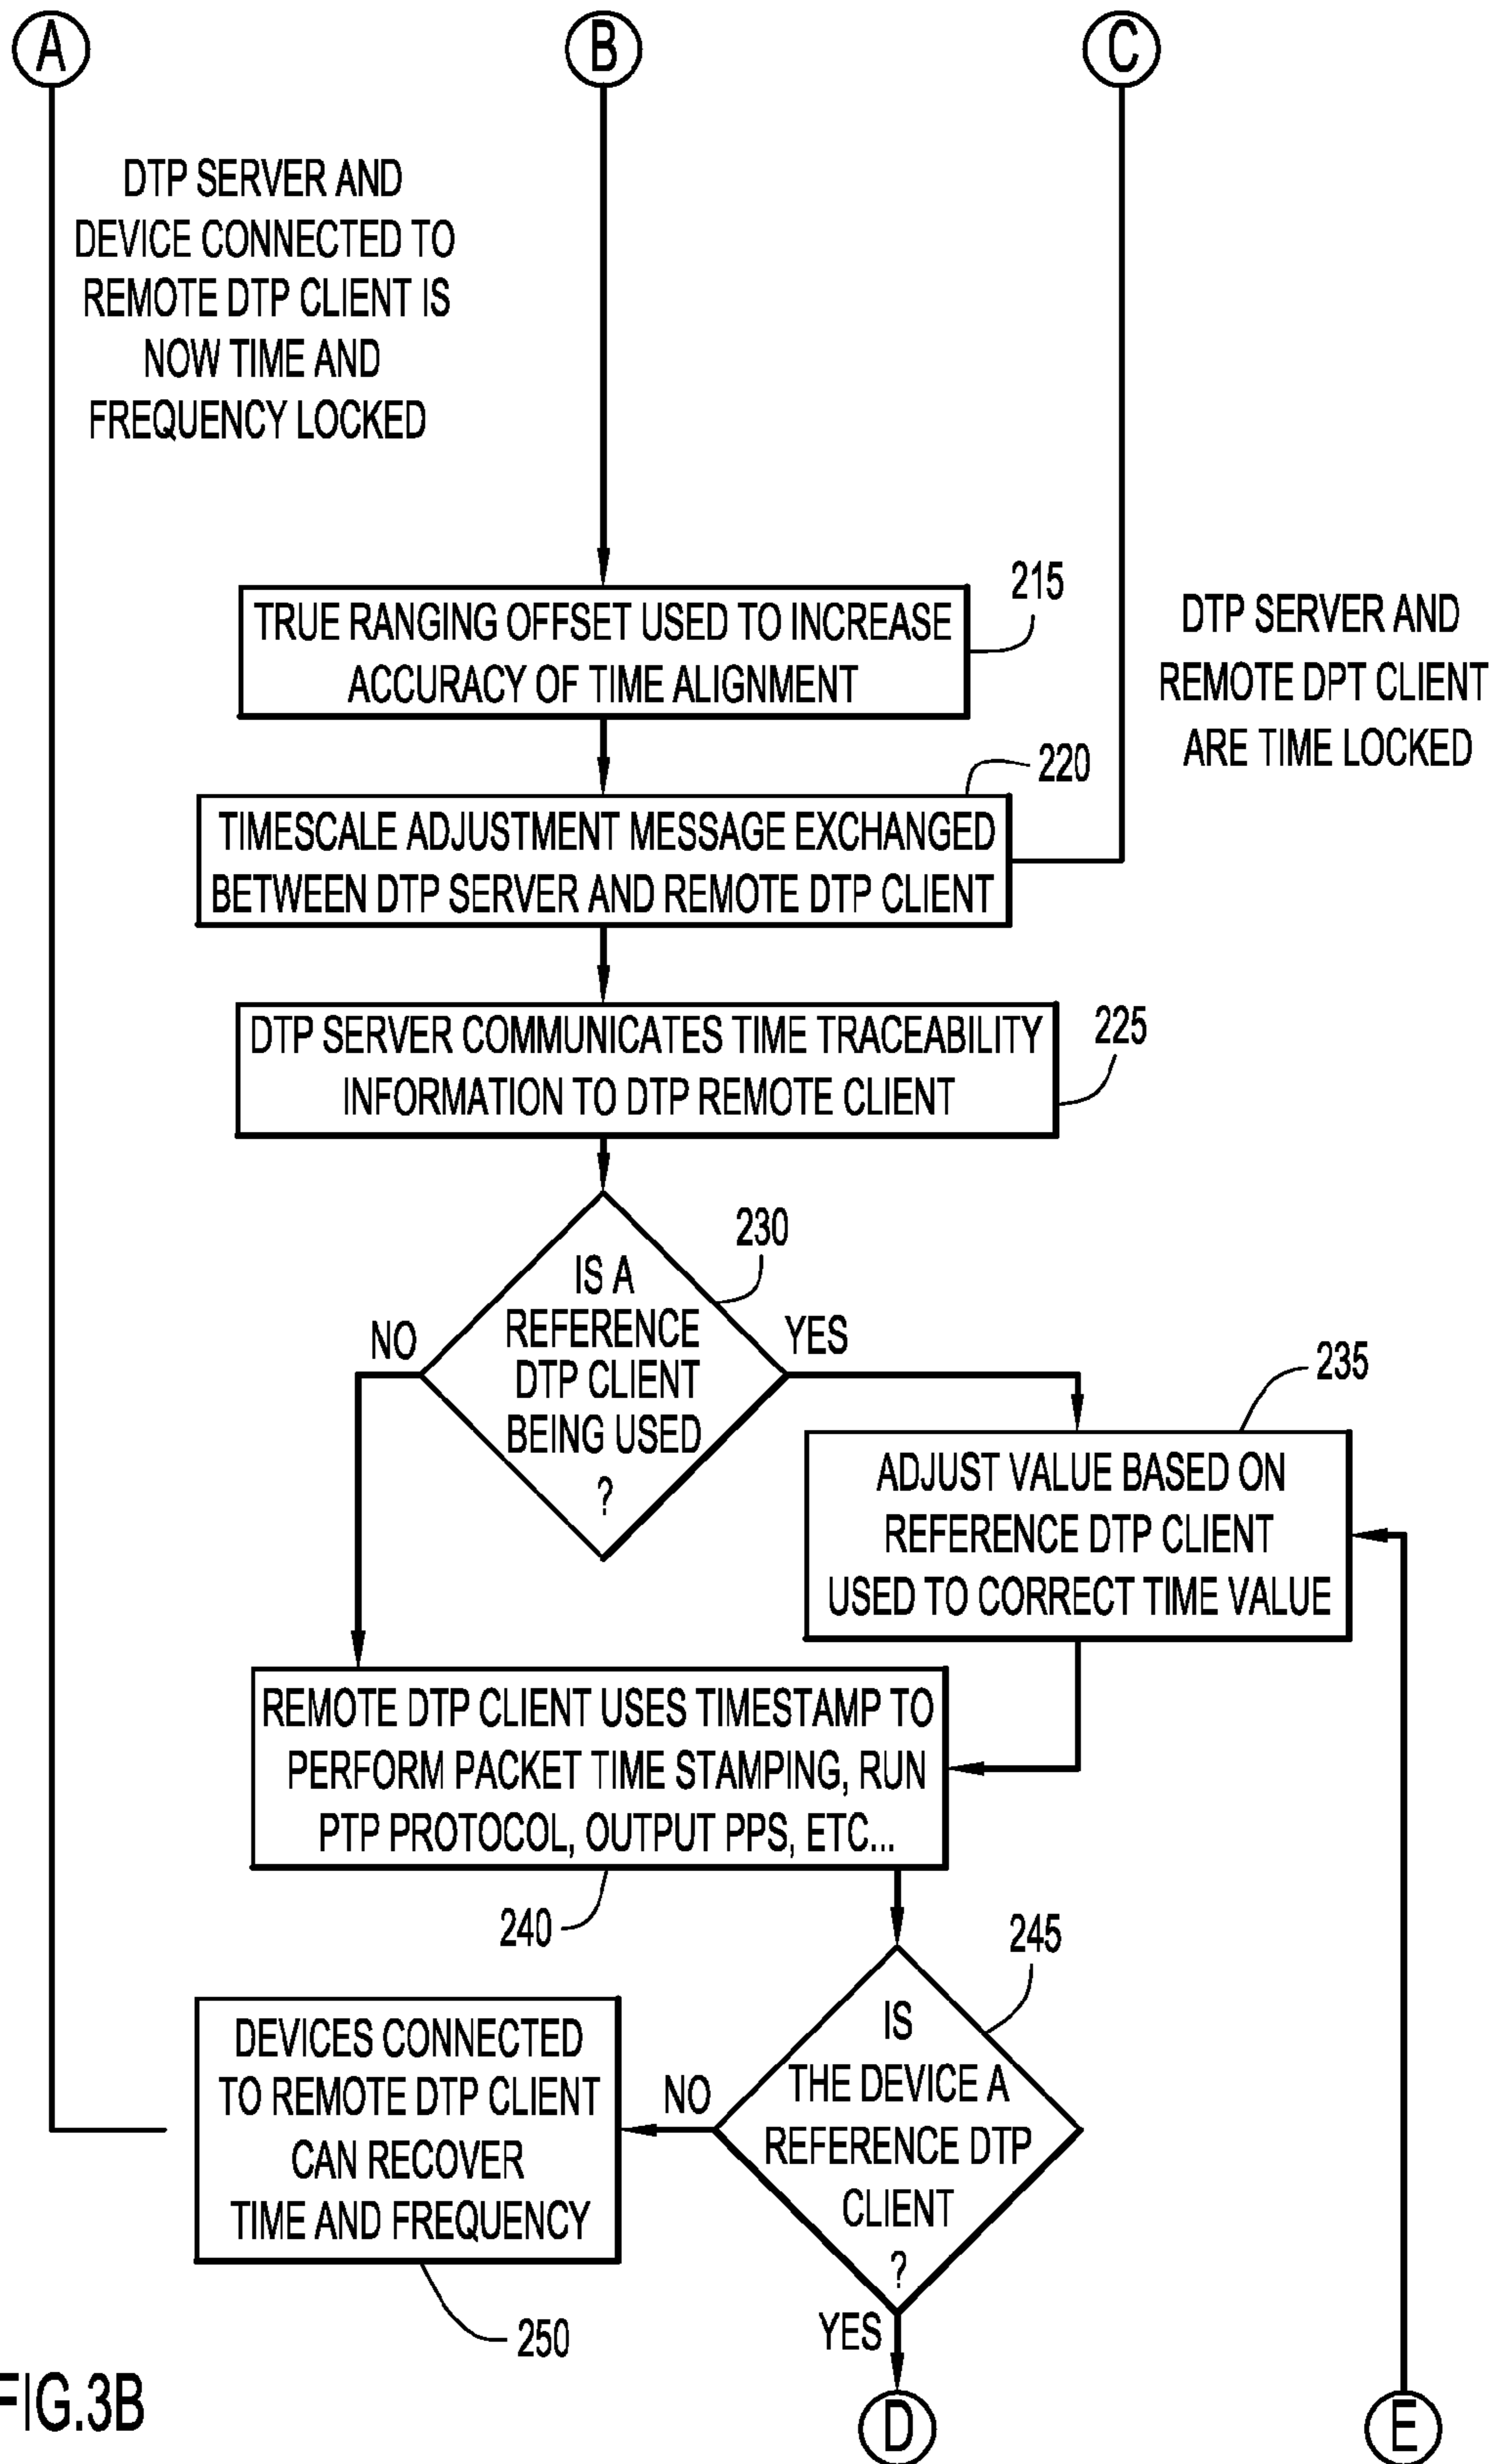 A
B
C
DTP SERVER AND
DEVICE CONNECTED TO
REMOTE DTP CLIENT IS
NOW TIME AND
FREQUENCY LOCKED
215
TRUE RANGING OFFSET USED TO INCREASE
ACCURACY OF TIME ALIGNMENT
DTP SERVER AND
REMOTE DPT CLIENT
ARE TIME LOCKED
220
TIMESCALE ADJUSTMENT MESSAGE EXCHANGED
BETWEEN DTP SERVER AND REMOTE DTP CLIENT
225
DTP SERVER COMMUNICATES TIME TRACEABILITY
INFORMATION TO DTP REMOTE CLIENT
230
IS A
REFERENCE
DTP CLIENT
BEING USED
?
NO
YES
235
ADJUST VALUE BASED ON
REFERENCE DTP CLIENT
USED TO CORRECT TIME VALUE
REMOTE DTP CLIENT USES TIMESTAMP TO
PERFORM PACKET TIME STAMPING, RUN
PTP PROTOCOL, OUTPUT PPS, ETC...
240
245
IS
THE DEVICE A
REFERENCE DTP
CLIENT
?
NO
DEVICES CONNECTED
TO REMOTE DTP CLIENT
CAN RECOVER
TIME AND FREQUENCY
250
YES
D
E
FIG.3B